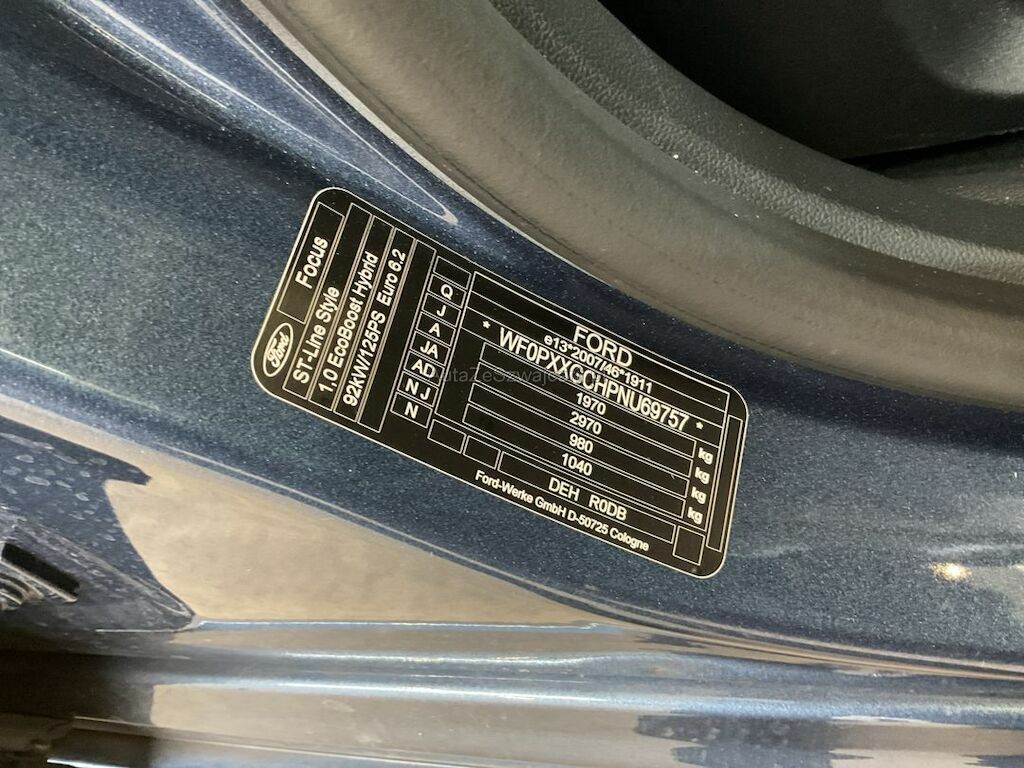 Ford
Focus
ST-Line Style
1.0 EcoBoost Hybrid
92kW/125PS Euro 6.2
Q
J
A
JA
AD
NJ
N
FORD
e13*2007/46*1911
* WF0PXXGCHPNU69757 *
1970 kg
2970 kg
980 kg
1040 kg
DEH R0DB
Ford-Werke GmbH D-50725 Cologne